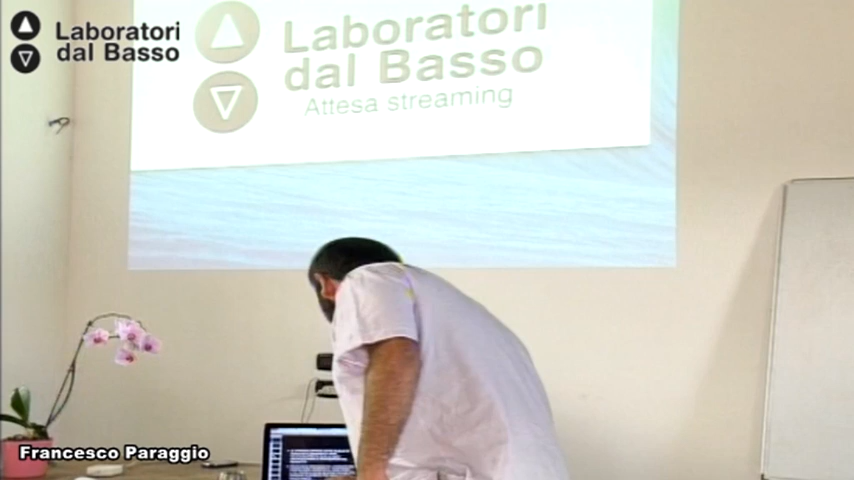 Laboratori
dal Basso
Laboratori
dal Basso
Attesa streaming
Francesco Paraggio